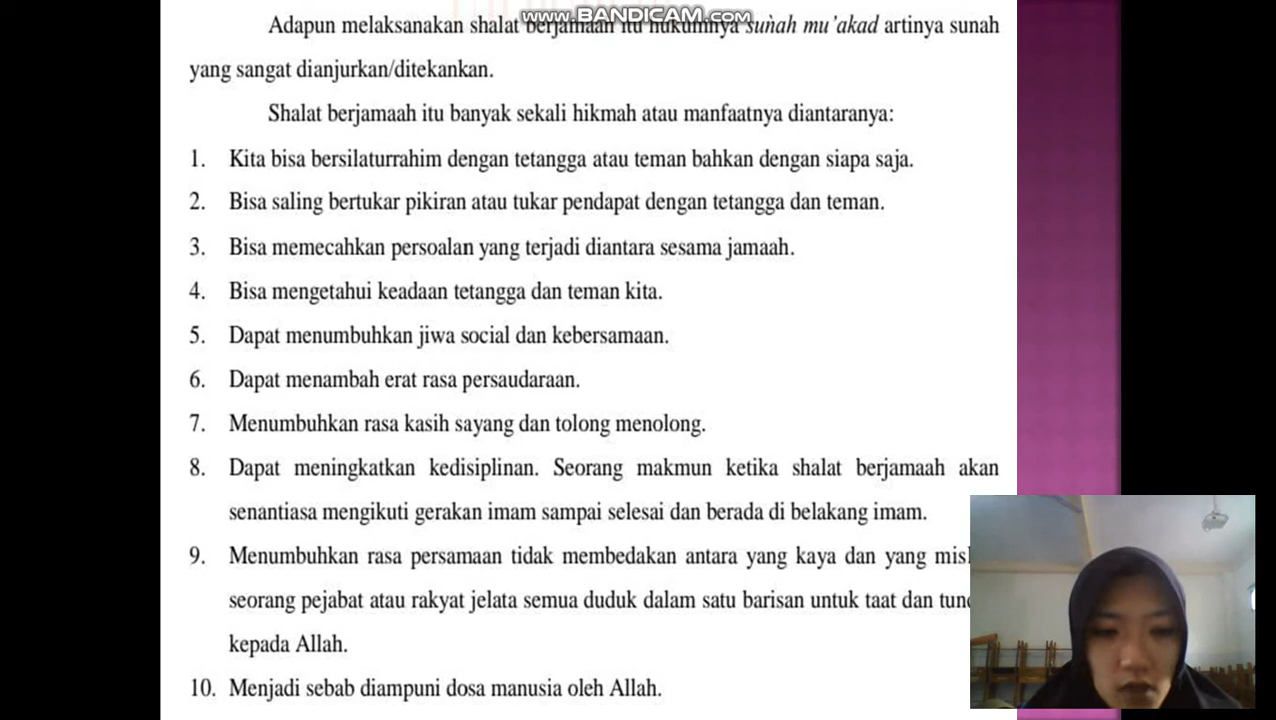 www.BANDICAM.com
Adapun melaksanakan shalat berjamaah itu hukumnya sunah mu'akad artinya sunah
yang sangat dianjurkan/ditekankan.
Shalat berjamaah itu banyak sekali hikmah atau manfaatnya diantaranya:
1. Kita bisa bersilaturrahim dengan tetangga atau teman bahkan dengan siapa saja.
2. Bisa saling bertukar pikiran atau tukar pendapat dengan tetangga dan teman.
3. Bisa memecahkan persoalan yang terjadi diantara sesama jamaah.
4. Bisa mengetahui keadaan tetangga dan teman kita.
5. Dapat menumbuhkan jiwa social dan kebersamaan.
6. Dapat menambah erat rasa persaudaraan.
7. Menumbuhkan rasa kasih sayang dan tolong menolong.
8. Dapat meningkatkan kedisiplinan. Seorang makmun ketika shalat berjamaah akan
senantiasa mengikuti gerakan imam sampai selesai dan berada di belakang imam.
9. Menumbuhkan rasa persamaan tidak membedakan antara yang kaya dan yang
seorang pejabat atau rakyat jelata semua duduk dalam satu barisan untuk taat dan
kepada Allah.
10. Menjadi sebab diampuni dosa manusia oleh Allah.